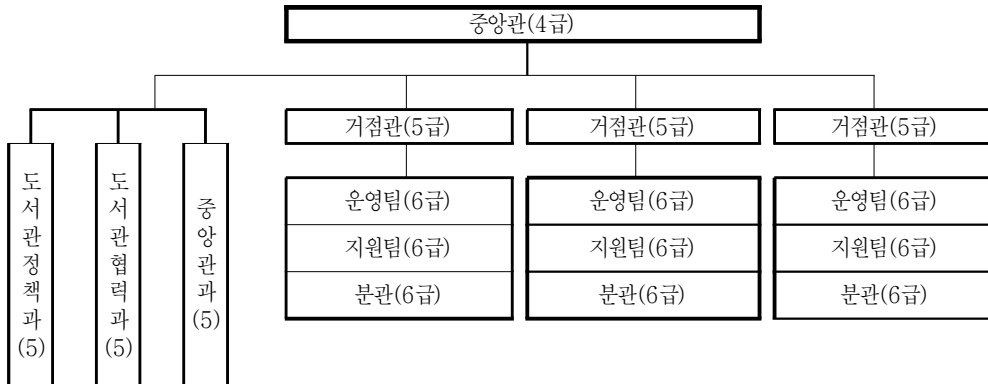 중앙관(4급)
거점관(5급)
거점관(5급)
거점관(5급)
도서관정책과(5)
도서관협력과(5)
중앙관과(5)
운영팀(6급)
지원팀(6급)
분관(6급)
운영팀(6급)
지원팀(6급)
분관(6급)
운영팀(6급)
지원팀(6급)
분관(6급)